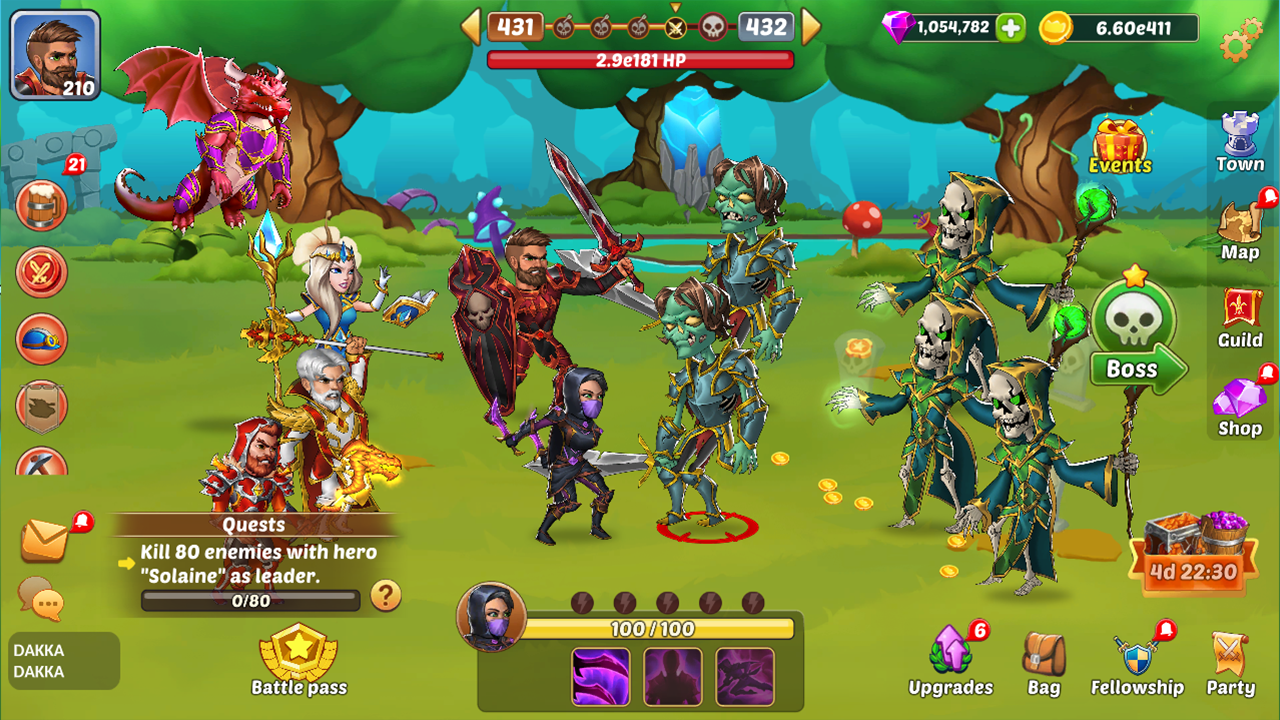 431
432
2.9e181 HP
1,054,782
6.60e411
210
21
Events
Town
Map
Guild
Boss
Shop
Quests
Kill 80 enemies with hero
"Solaine" as leader.
0/80
?
4d 22:30
DAKKA
DAKKA
Battle pass
100/100
6
Upgrades
Bag
Fellowship
Party